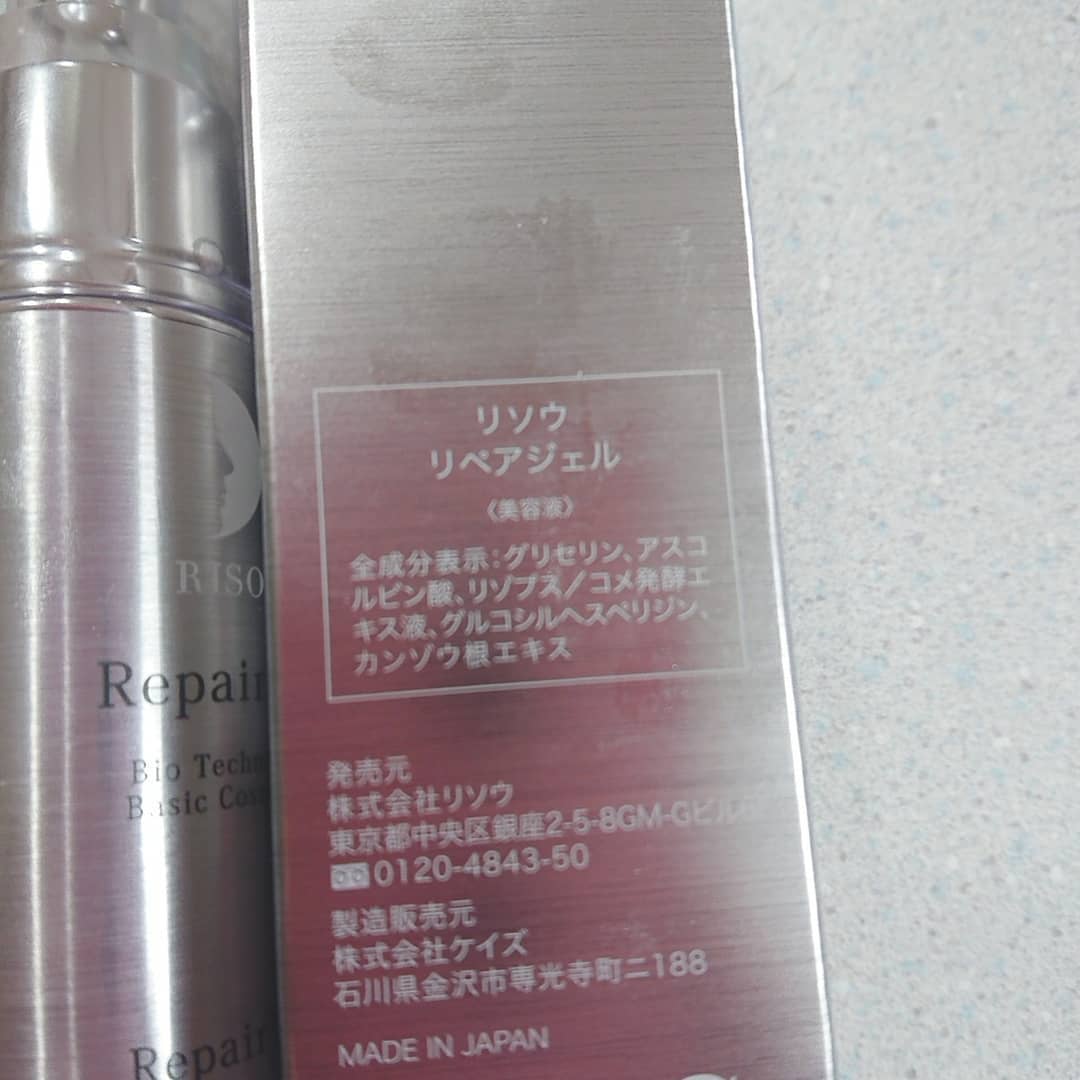 RISO
Repair
Bio Techn
Basic Cos
Repair
リソウ
リペアジェル
〈美容液〉
全成分表示:グリセリン、アスコ
ルビン酸、リゾプス／コメ発酵エ
キス液、グルコシルヘスペリジン、
カンゾウ根エキス
発売元
株式会社リソウ
東京都中央区銀座2-5-8GM-Gビル
0120-4843-50
製造販売元
株式会社ケイズ
石川県金沢市専光寺町ニ188
MADE IN JAPAN